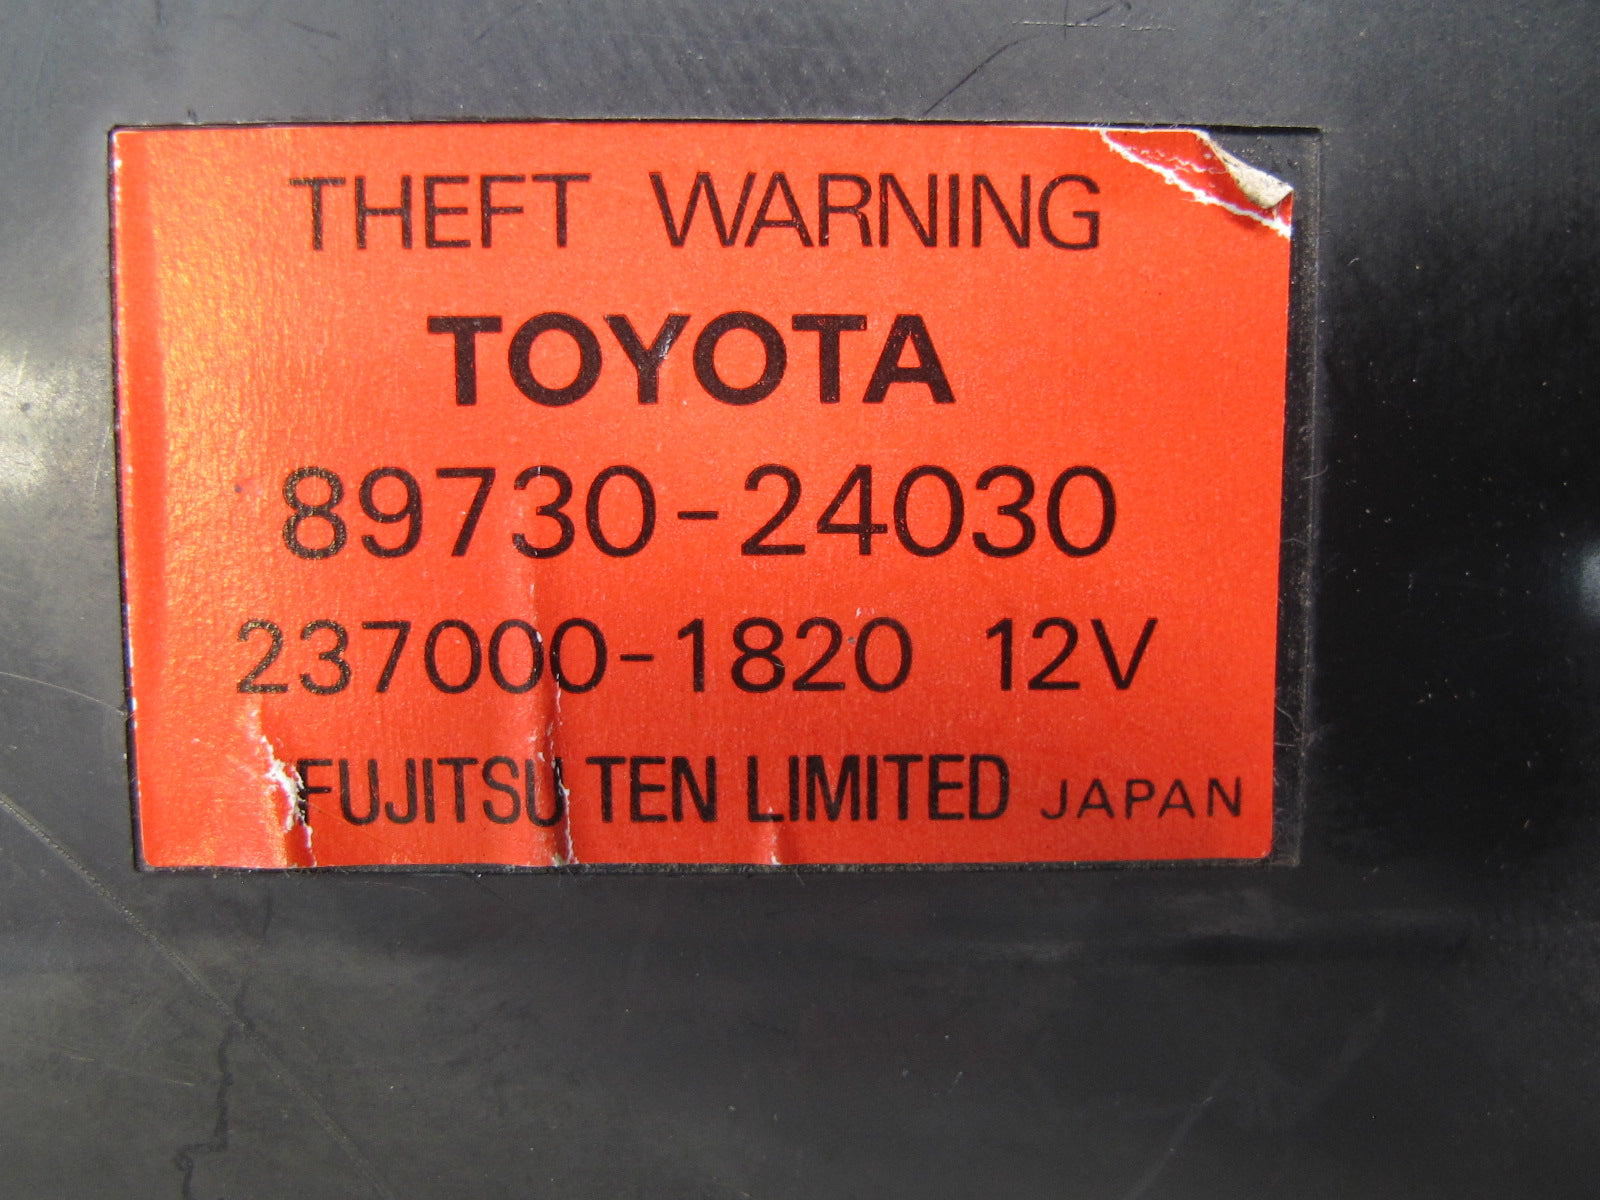 THEFT WARNING
TOYOTA
89730-24030
237000-1820 12V
FUJITSU TEN LIMITED JAPAN